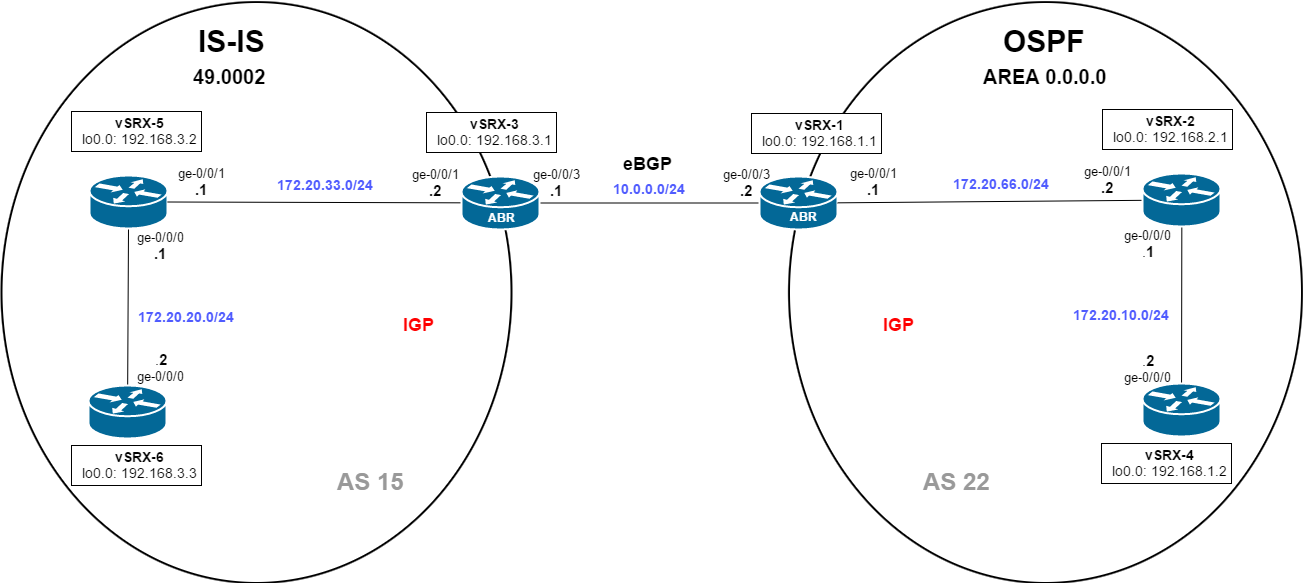 IS-IS
49.0002
OSPF
AREA 0.0.0.0
vSRX-5
lo0.0: 192.168.3.2
vSRX-3
lo0.0: 192.168.3.1
vSRX-1
lo0.0: 192.168.1.1
vSRX-2
lo0.0: 192.168.2.1
ge-0/0/1
.1
172.20.33.0/24
ge-0/0/1
.2
ABR
ge-0/0/3
.1
eBGP
10.0.0.0/24
ge-0/0/3
.2
ABR
ge-0/0/1
.1
172.20.66.0/24
ge-0/0/1
.2
ge-0/0/0
.1
ge-0/0/0
.1
172.20.20.0/24
IGP
IGP
172.20.10.0/24
.2
ge-0/0/0
.2
ge-0/0/0
vSRX-6
lo0.0: 192.168.3.3
AS 15
AS 22
vSRX-4
lo0.0: 192.168.1.2